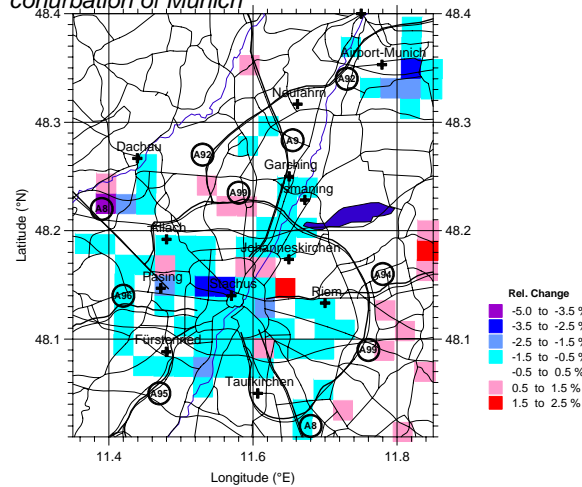 conurbation of Munich
48.4
48.3
48.2
48.1
48.4
48.3
48.2
48.1
Latitude (°N)
11.4
11.6
11.8
Longitude (°E)
Airport-Munich
A92
Neufahrn
A9
Dachau
A92
Garching
A99
Ismaning
A8
Allach
Johanneskirchen
A94
Pasing
Stachus
Riem
A96
Fürstenried
A99
Taufkirchen
A95
A8
Rel. Change
-5.0 to -3.5 %
-3.5 to -2.5 %
-2.5 to -1.5 %
-1.5 to -0.5 %
-0.5 to 0.5 %
0.5 to 1.5 %
1.5 to 2.5 %